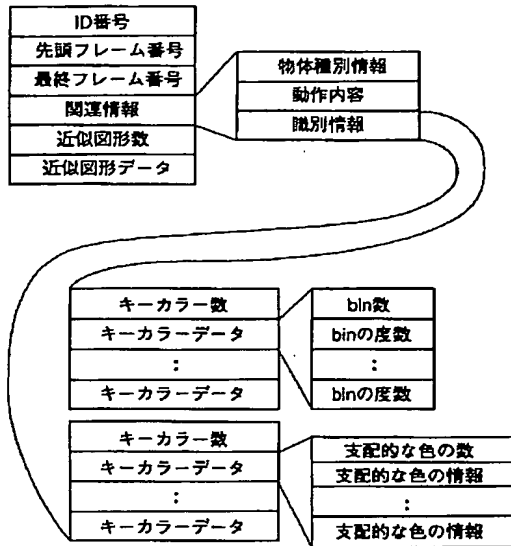 ID番号
先頭フレーム番号
最終フレーム番号
関連情報
近似図形数
近似図形データ
物体種別情報
動作内容
識別情報
キーカラー数
キーカラーデータ
:
キーカラーデータ
bin数
binの度数
:
binの度数
キーカラー数
キーカラーデータ
:
キーカラーデータ
支配的な色の数
支配的な色の情報
:
支配的な色の情報